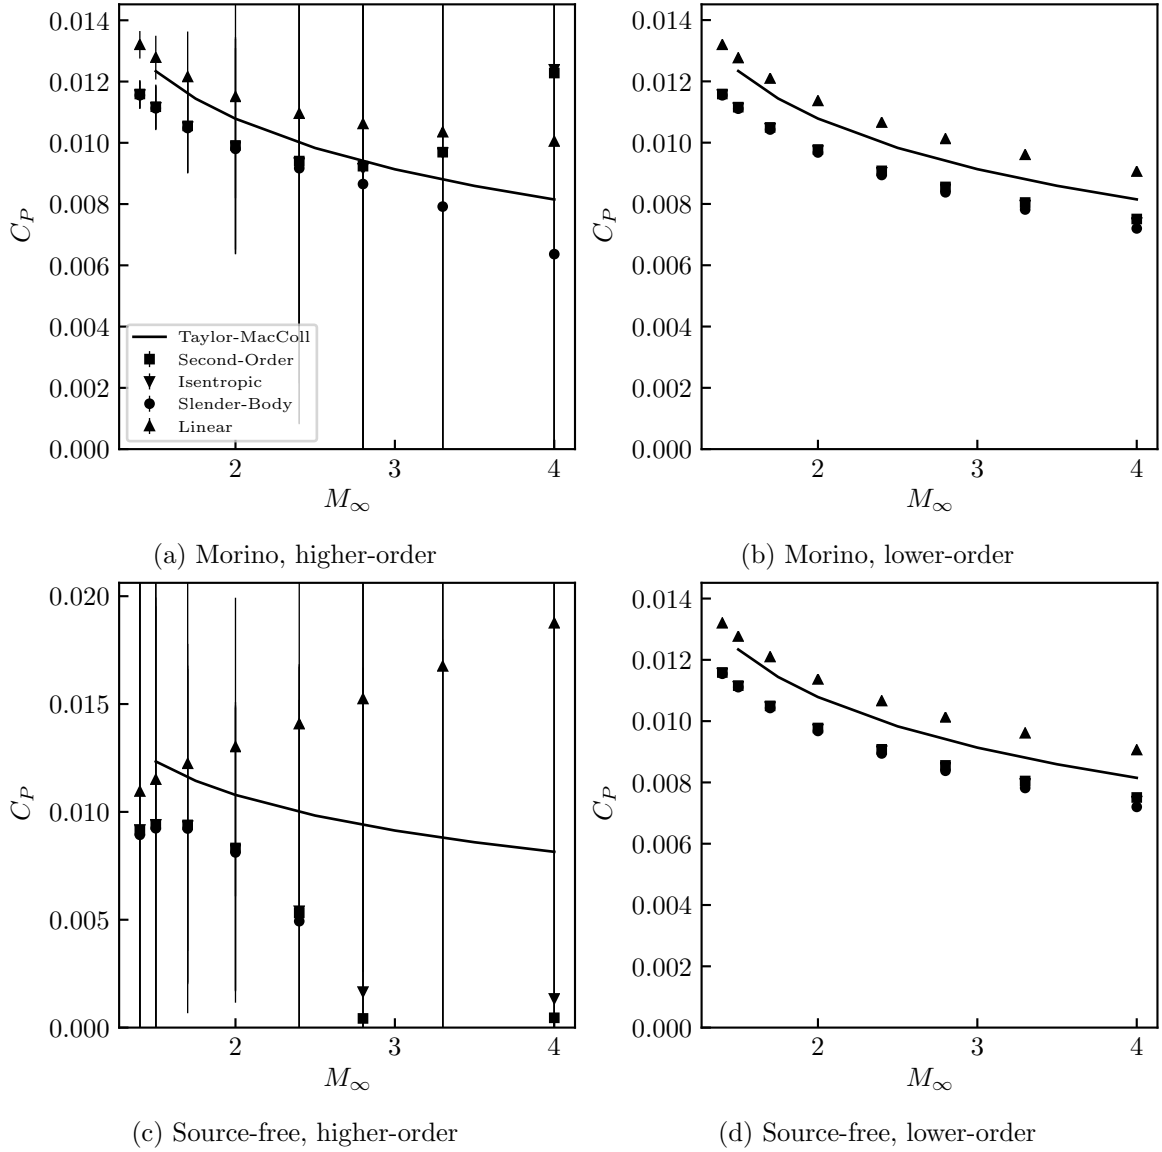 0.014
0.012
0.010
0.008
0.006
0.004
0.002
0.000
C_P
Taylor-MacColl
Second-Order
Isentropic
Slender-Body
Linear
2 3 4
M_∞
(a) Morino, higher-order
0.014
0.012
0.010
0.008
0.006
0.004
0.002
0.000
C_P
2 3 4
M_∞
(b) Morino, lower-order
0.020
0.015
0.010
0.005
0.000
C_P
2 3 4
M_∞
(c) Source-free, higher-order
0.014
0.012
0.010
0.008
0.006
0.004
0.002
0.000
C_P
2 3 4
M_∞
(d) Source-free, lower-order